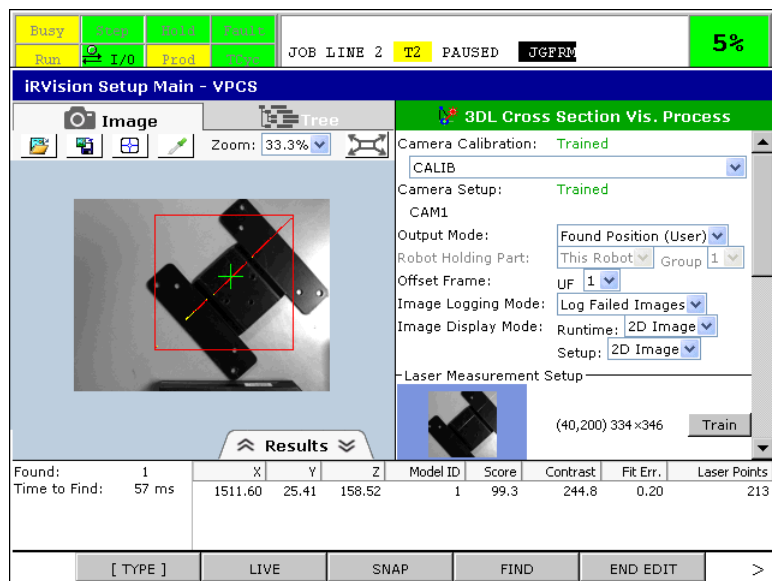 Busy Step Hold Fault
Run I/O Prod TCyc
JOB LINE 2 T2 PAUSED JGFRM
5%
iRVision Setup Main - VPCS
Image
Tree
3DL Cross Section Vis. Process
Zoom: 33.3%
Camera Calibration: Trained
CALIB
Camera Setup: Trained
CAM1
Output Mode: Found Position (User)
Robot Holding Part: This Robot Group 1
Offset Frame: UF 1
Image Logging Mode: Log Failed Images
Image Display Mode: Runtime: 2D Image
Setup: 2D Image
Laser Measurement Setup
(40,200) 334×346 Train
Results
Found: 1
Time to Find: 57 ms
X Y Z Model ID Score Contrast Fit Err. Laser Points
1511.60 25.41 158.52 1 99.3 244.8 0.20 213
[ TYPE ] LIVE SNAP FIND END EDIT >